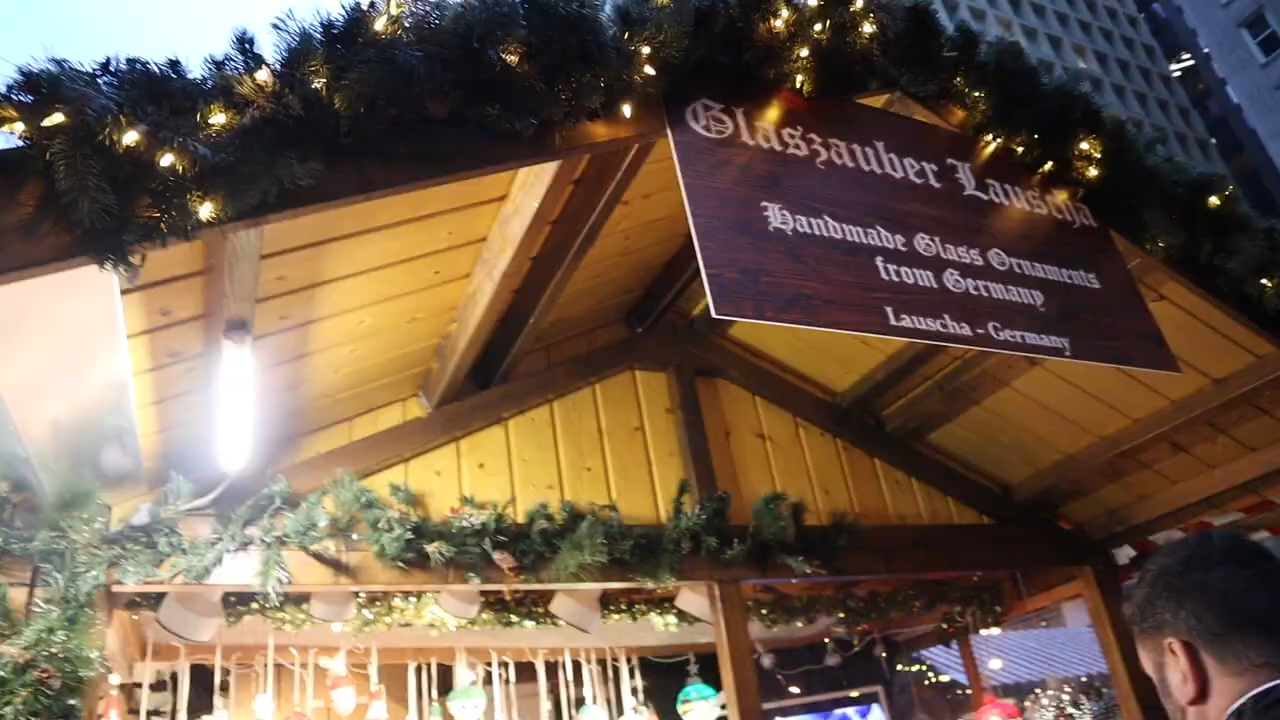 Glaszauber Lauscha
Handmade Glass Ornaments
from Germany
Lauscha - Germany